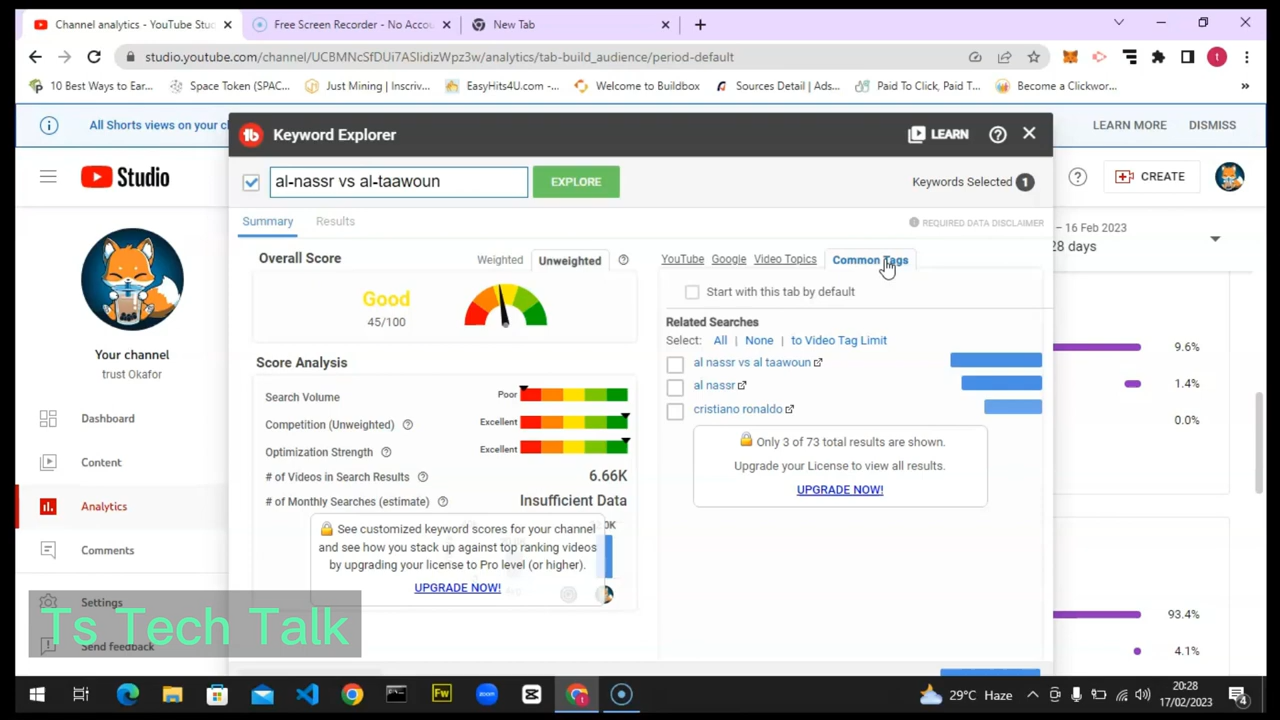 Channel analytics - YouTube Stu
Free Screen Recorder - No Accou
New Tab
studio.youtube.com/channel/UCBMNcSfDUi7ASIidizWpz3w/analytics/tab-build_audience/period-default
t
10 Best Ways to Ear...
Space Token (SPAC...
Just Mining | Inscriv...
EasyHits4U.com -...
Welcome to Buildbox
Sources Detail | Ads...
Paid To Click, Paid T...
Become a Clickwor...
All Shorts views on your c
LEARN MORE
DISMISS
tb
Keyword Explorer
LEARN
Studio
al-nassr vs al-taawoun
EXPLORE
Keywords Selected 1
CREATE
Summary
Results
REQUIRED DATA DISCLAIMER
– 16 Feb 2023
28 days
Overall Score
Weighted
Unweighted
YouTube
Google
Video Topics
Common Tags
Good
45/100
Start with this tab by default
Related Searches
Select: All | None | to Video Tag Limit
al nassr vs al taawoun
al nassr
cristiano ronaldo
Only 3 of 73 total results are shown.
Upgrade your License to view all results.
UPGRADE NOW!
Score Analysis
Search Volume
Poor
Competition (Unweighted)
Excellent
Optimization Strength
Excellent
# of Videos in Search Results
6.66K
# of Monthly Searches (estimate)
Insufficient Data
See customized keyword scores for your channel
and see how you stack up against top ranking videos
by upgrading your license to Pro level (or higher).
UPGRADE NOW!
Your channel
trust Okafor
Dashboard
Content
Analytics
Comments
Settings
Send feedback
9.6%
1.4%
0.0%
93.4%
4.1%
Ts Tech Talk
Fw
zoom
t
29°C Haze
20:28
17/02/2023
4